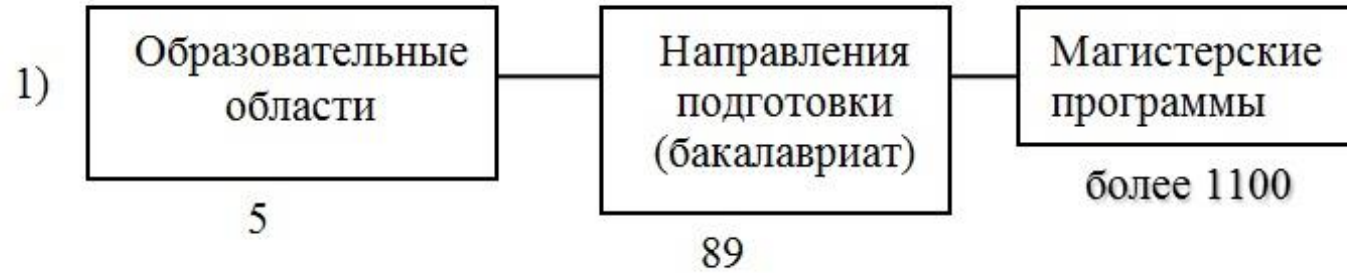 1)
Образовательные
области
5
Направления
подготовки
(бакалавриат)
89
Магистерские
программы
более 1100